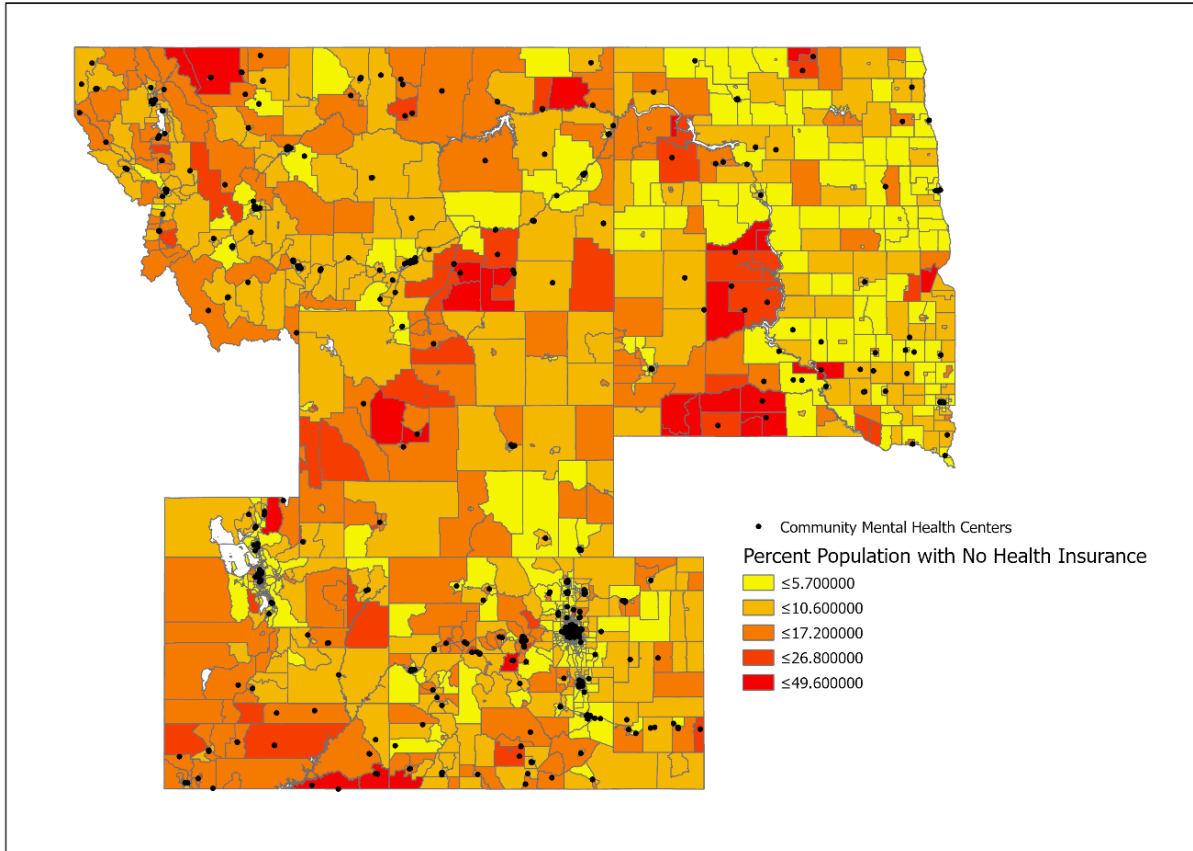 Community Mental Health Centers
Percent Population with No Health Insurance
≤5.700000
≤10.600000
≤17.200000
≤26.800000
≤49.600000